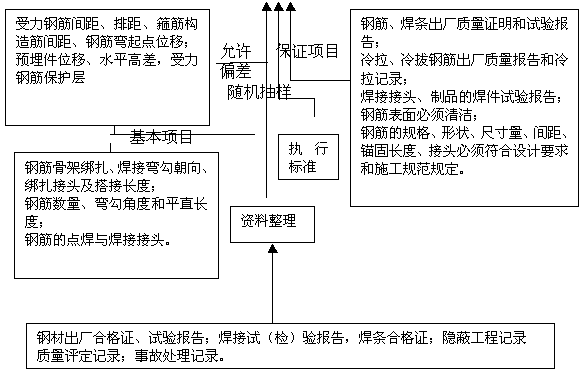 受力钢筋间距、排距、箍筋构
造筋间距、钢筋弯起点位移；
预埋件位移、水平高差，受力
钢筋保护层
允许
偏差
保证项目
随机抽样
钢筋、焊条出厂质量证明和试验报
告；
冷拉、冷拔钢筋出厂质量报告和冷
拉记录；
焊接接头、制品的焊件试验报告；
钢筋表面必须清洁；
钢筋的规格、形状、尺寸量、间距、
锚固长度、接头必须符合设计要求
和施工规范规定。
基本项目
执 行
标准
钢筋骨架绑扎、焊接弯勾朝向、
绑扎接头及搭接长度；
钢筋数量、弯勾角度和平直长
度；
钢筋的点焊与焊接接头。
资料整理
钢材出厂合格证、试验报告；焊接试（检）验报告，焊条合格证；隐蔽工程记录
质量评定记录；事故处理记录。